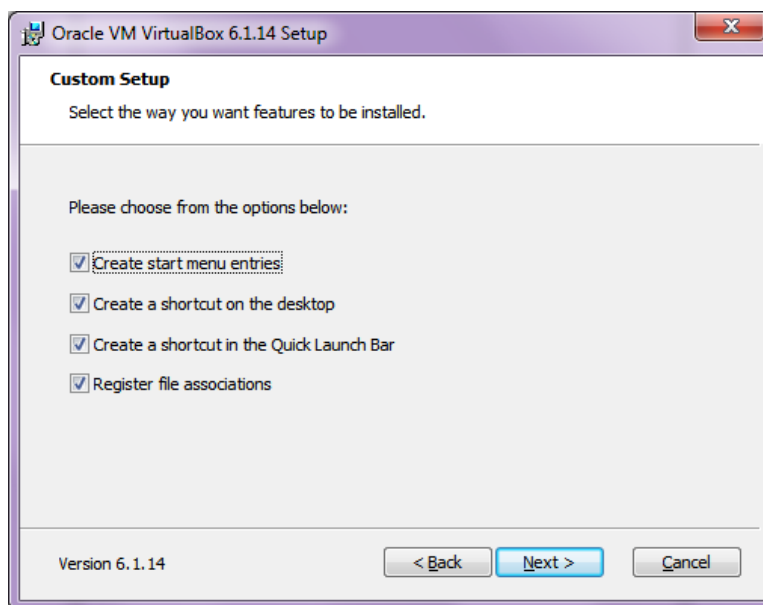 Oracle VM VirtualBox 6.1.14 Setup
Custom Setup
Select the way you want features to be installed.
Please choose from the options below:
Create start menu entries
Create a shortcut on the desktop
Create a shortcut in the Quick Launch Bar
Register file associations
Version 6.1.14
< Back
Next >
Cancel